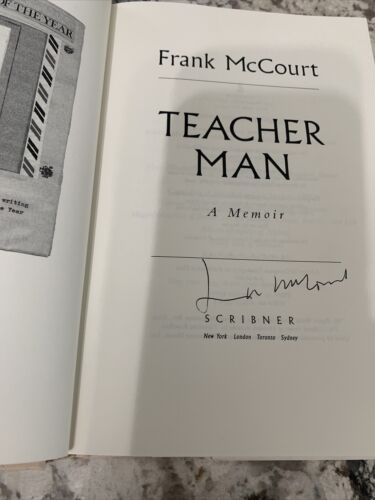 OF THE YEAR
writing
e Year
Frank McCourt
TEACHER
MAN
A Memoir
SCRIBNER
New York London Toronto Sydney